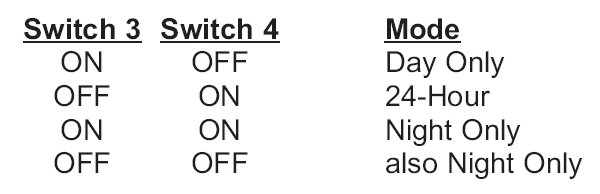 Switch 3 Switch 4 Mode
ON OFF Day Only
OFF ON 24-Hour
ON ON Night Only
OFF OFF also Night Only